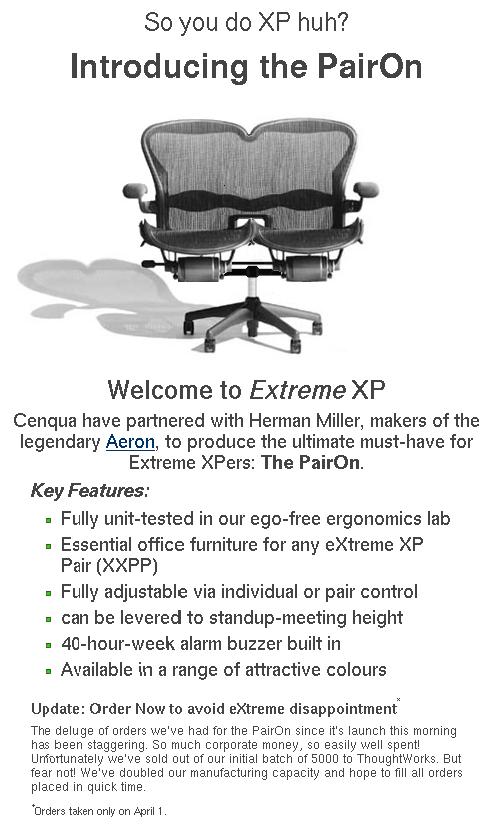 So you do XP huh?
Introducing the PairOn
Welcome to Extreme XP
Cenqua have partnered with Herman Miller, makers of the
legendary Aeron, to produce the ultimate must-have for
Extreme XPers: The PairOn.
Key Features:
Fully unit-tested in our ego-free ergonomics lab
Essential office furniture for any eXtreme XP
Pair (XXPP)
Fully adjustable via individual or pair control
can be levered to standup-meeting height
40-hour-week alarm buzzer built in
Available in a range of attractive colours
Update: Order Now to avoid eXtreme disappointment*
The deluge of orders we've had for the PairOn since it's launch this morning
has been staggering. So much corporate money, so easily well spent!
Unfortunately we've sold out of our initial batch of 5000 to ThoughtWorks. But
fear not! We've doubled our manufacturing capacity and hope to fill all orders
placed in quick time.
*Orders taken only on April 1.